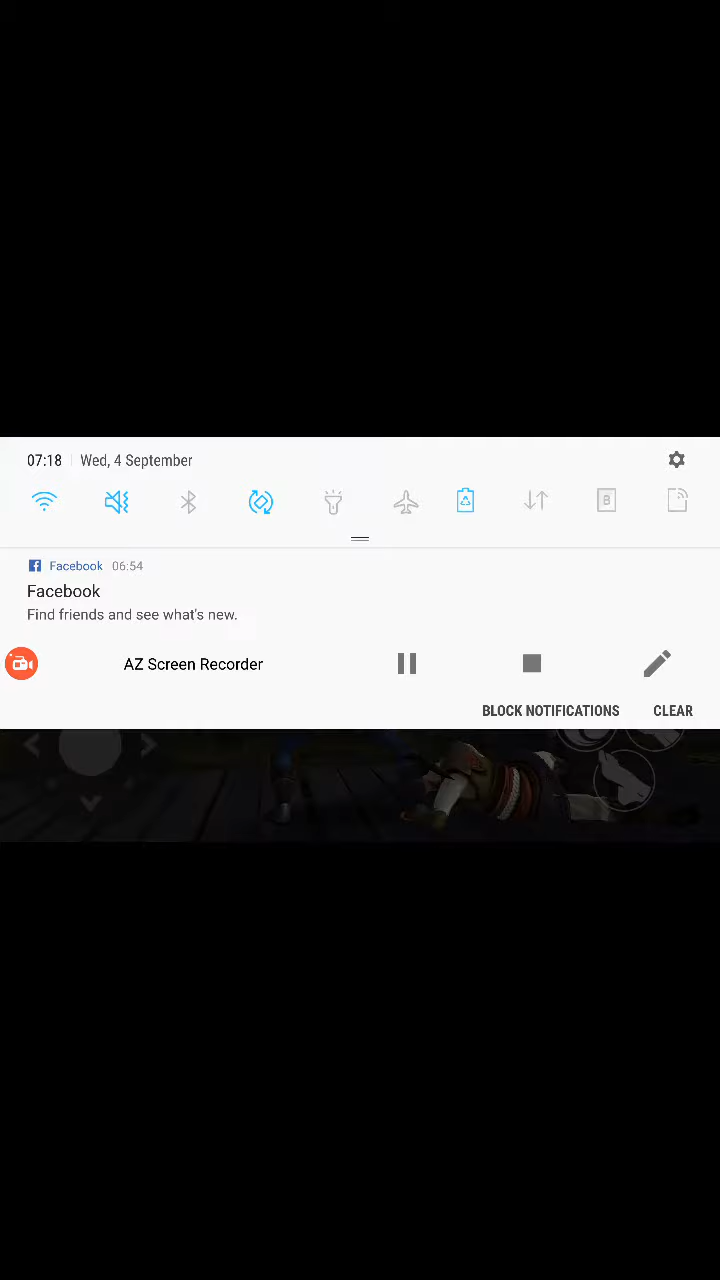 07:18 Wed, 4 September
B
Facebook 06:54
Facebook
Find friends and see what's new.
AZ Screen Recorder
BLOCK NOTIFICATIONS CLEAR